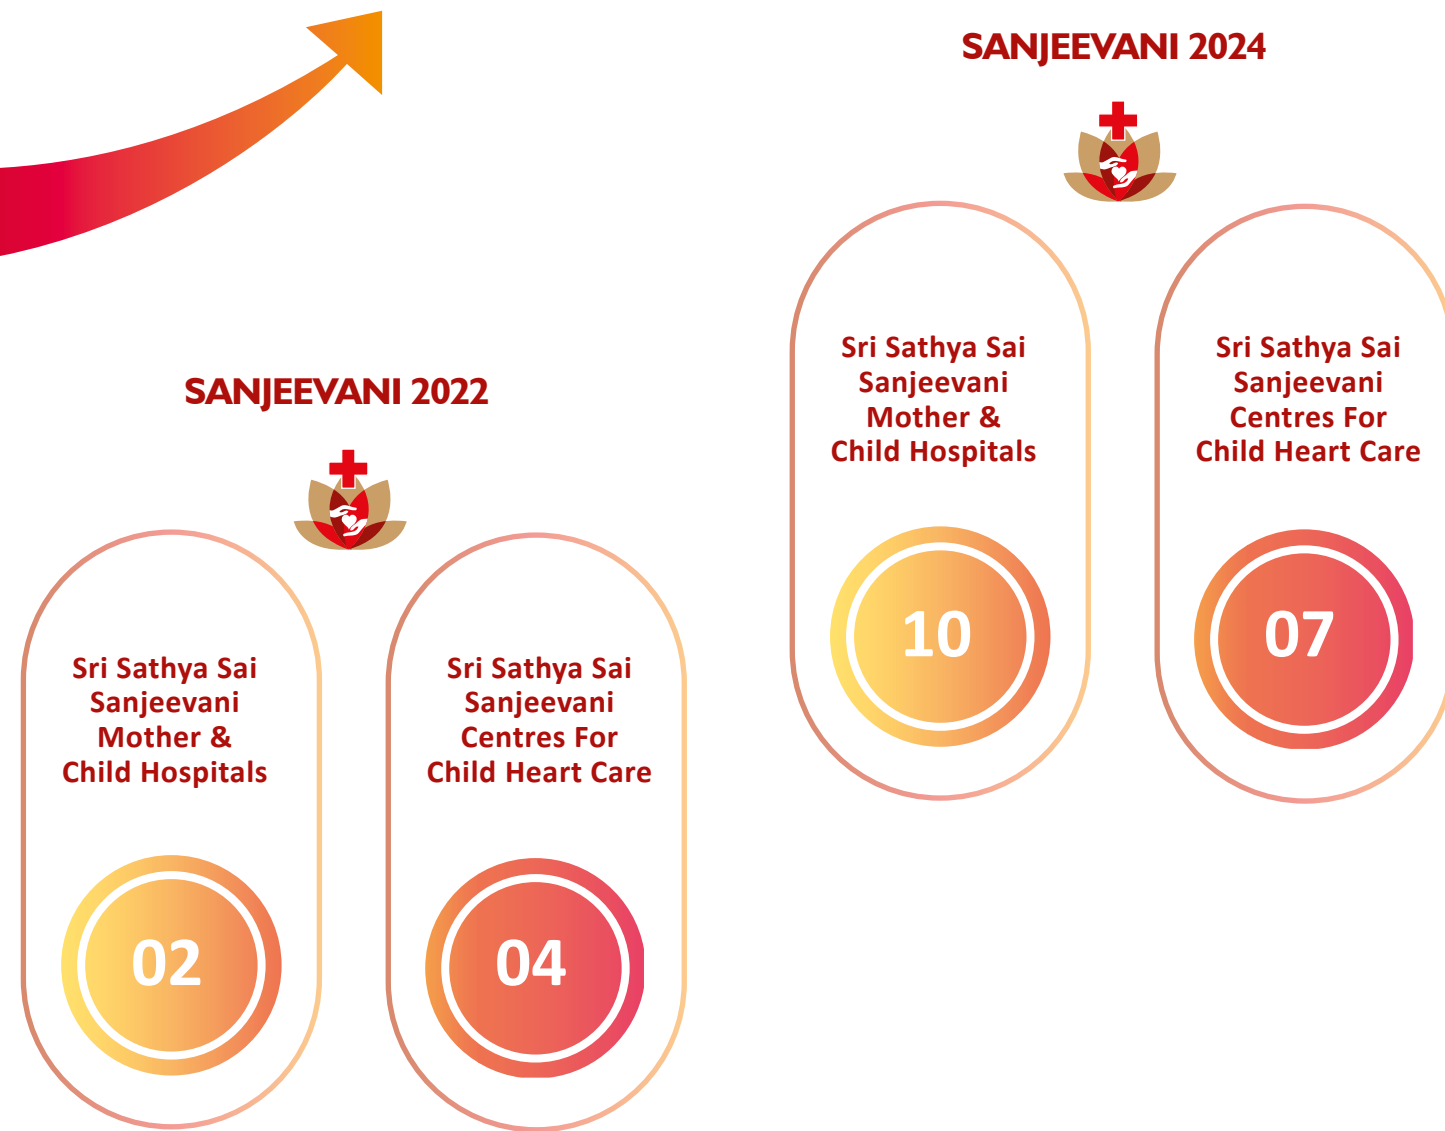 SANJEEVANI 2024
Sri Sathya Sai
Sanjeevani
Mother &
Child Hospitals
10
Sri Sathya Sai
Sanjeevani
Centres For
Child Heart Care
07
SANJEEVANI 2022
Sri Sathya Sai
Sanjeevani
Mother &
Child Hospitals
02
Sri Sathya Sai
Sanjeevani
Centres For
Child Heart Care
04